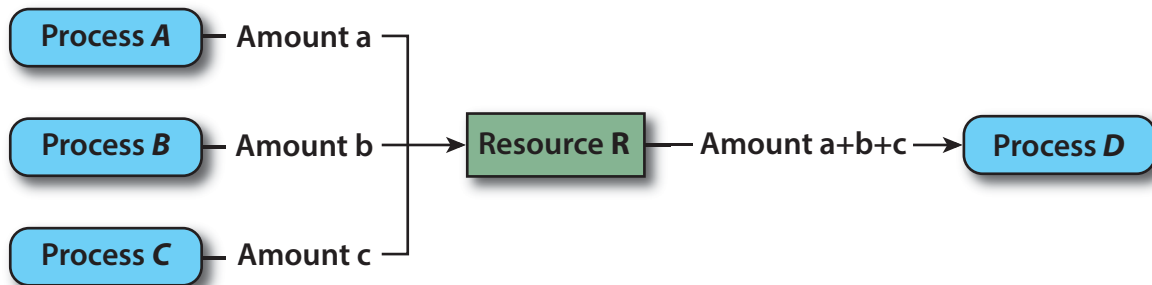 Process A Amount a
Process B Amount b Resource R Amount a+b+c Process D
Process C Amount c